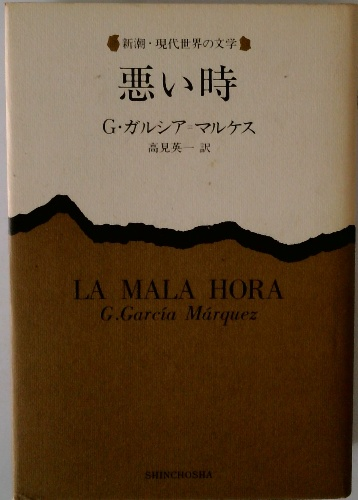 新潮・現代世界の文学
悪い時
G・ガルシア=マルケス
高見英一 訳
LA MALA HORA
G.García Márquez
SHINCHOSHA